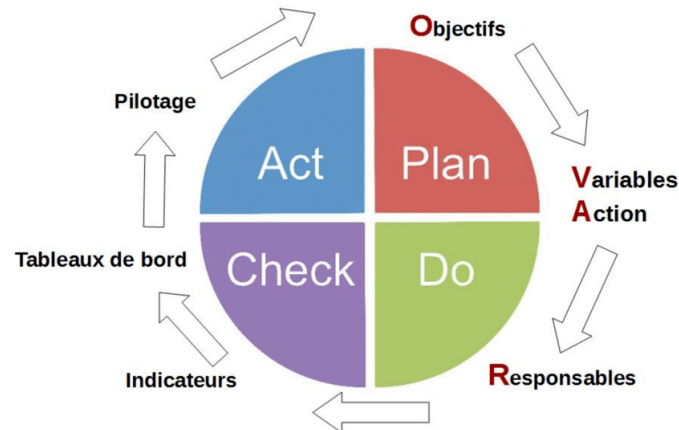 Objectifs
Pilotage
Act
Plan
Variables
Action
Tableaux de bord
Check
Do
Indicateurs
Responsables